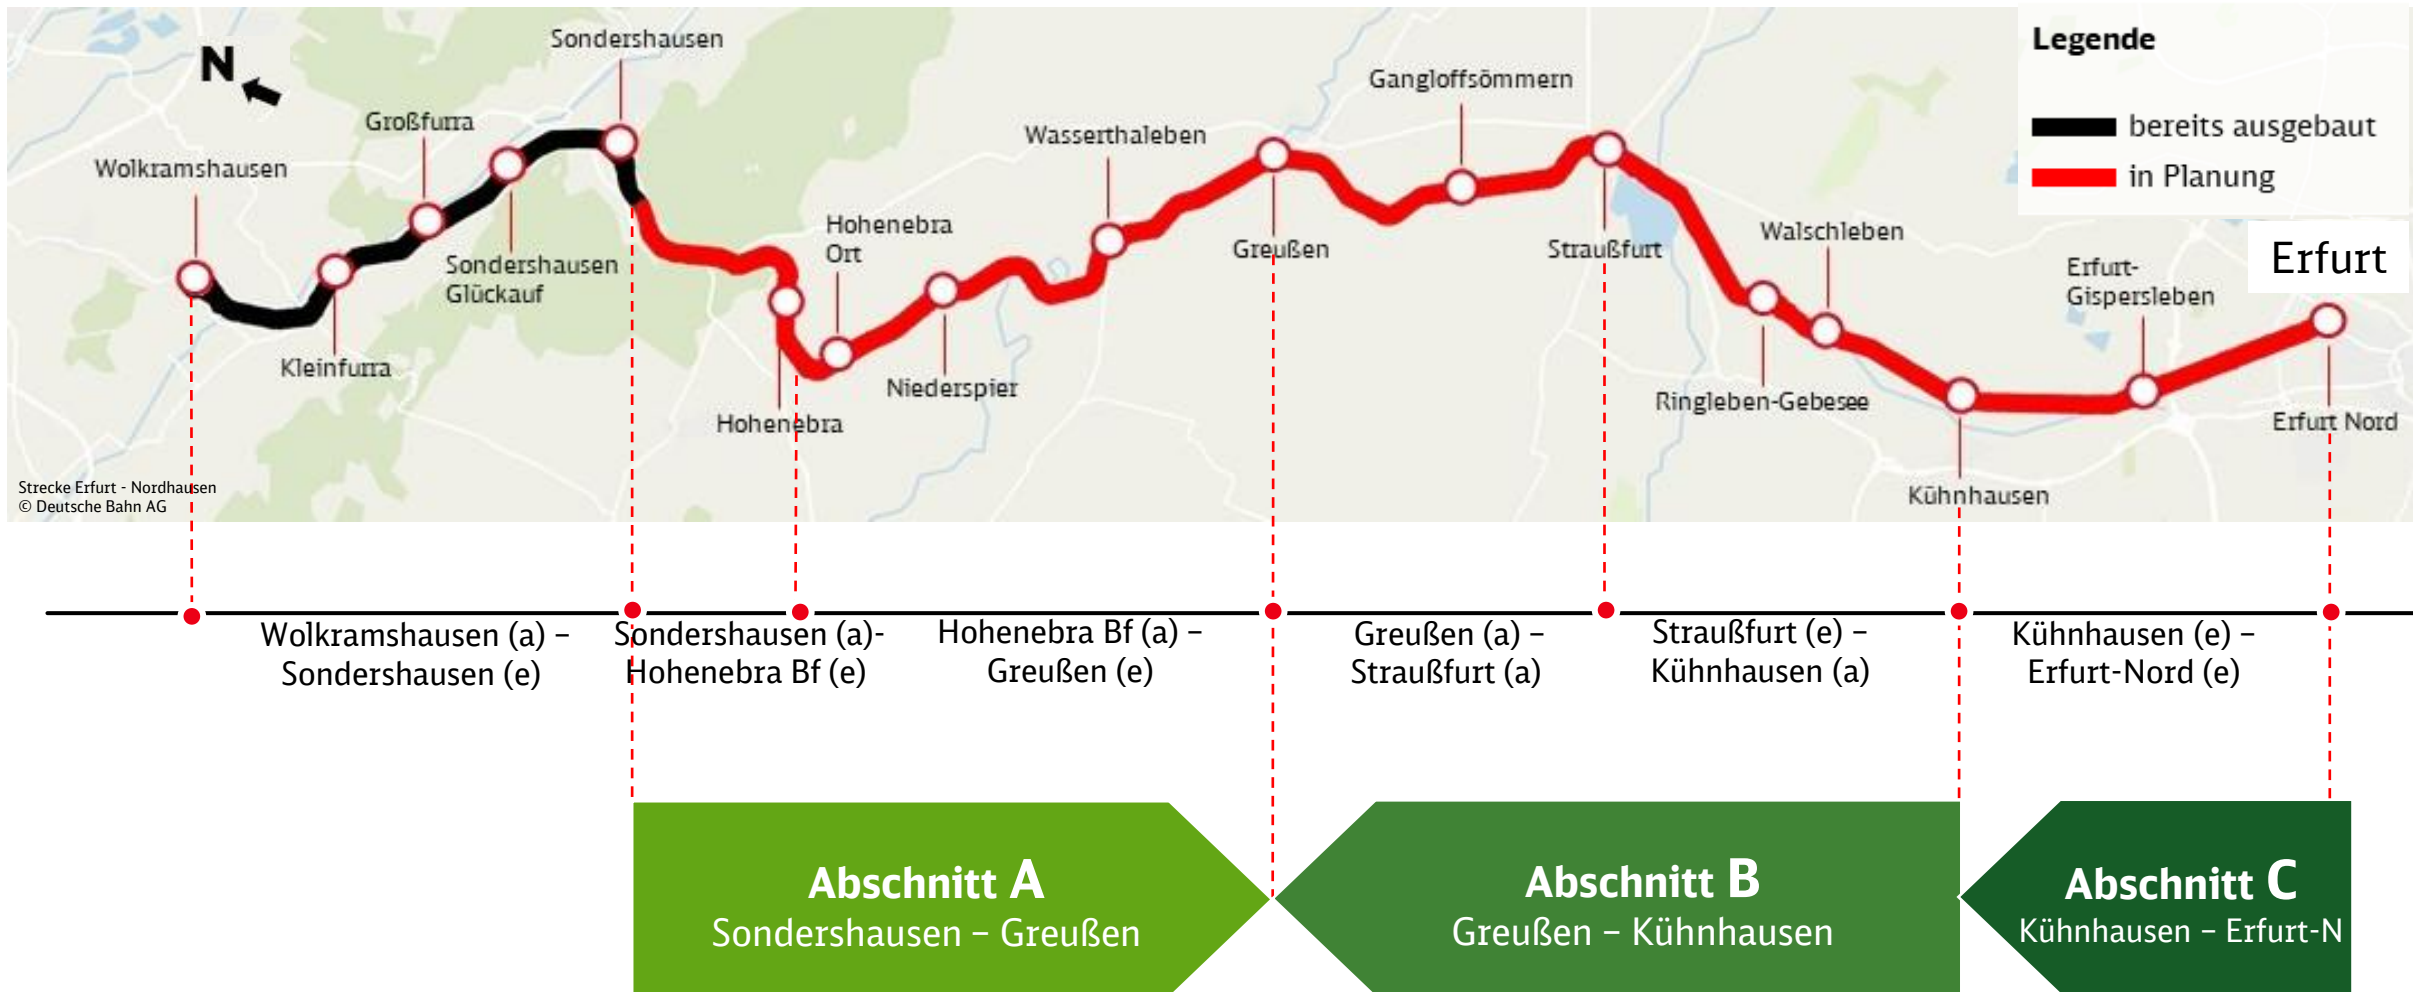 N
Sondershausen
Großfurra
Wolkramshausen
Sondershausen
Glückauf
Kleinfurra
Hohenebra
Ort
Hohenebra
Niederspier
Wasserthaleben
Greußen
Gangloffsömmern
Straußfurt
Walschleben
Ringleben-Gebesee
Kühnhausen
Erfurt-
Gispersleben
Erfurt Nord
Erfurt
Legende
bereits ausgebaut
in Planung
Strecke Erfurt - Nordhausen
© Deutsche Bahn AG
Wolkramshausen (a) –
Sondershausen (e)
Sondershausen (a)-
Hohenebra Bf (e)
Hohenebra Bf (a) –
Greußen (e)
Greußen (a) –
Straußfurt (a)
Straußfurt (e) –
Kühnhausen (a)
Kühnhausen (e) –
Erfurt-Nord (e)
Abschnitt A
Sondershausen – Greußen
Abschnitt B
Greußen – Kühnhausen
Abschnitt C
Kühnhausen – Erfurt-N